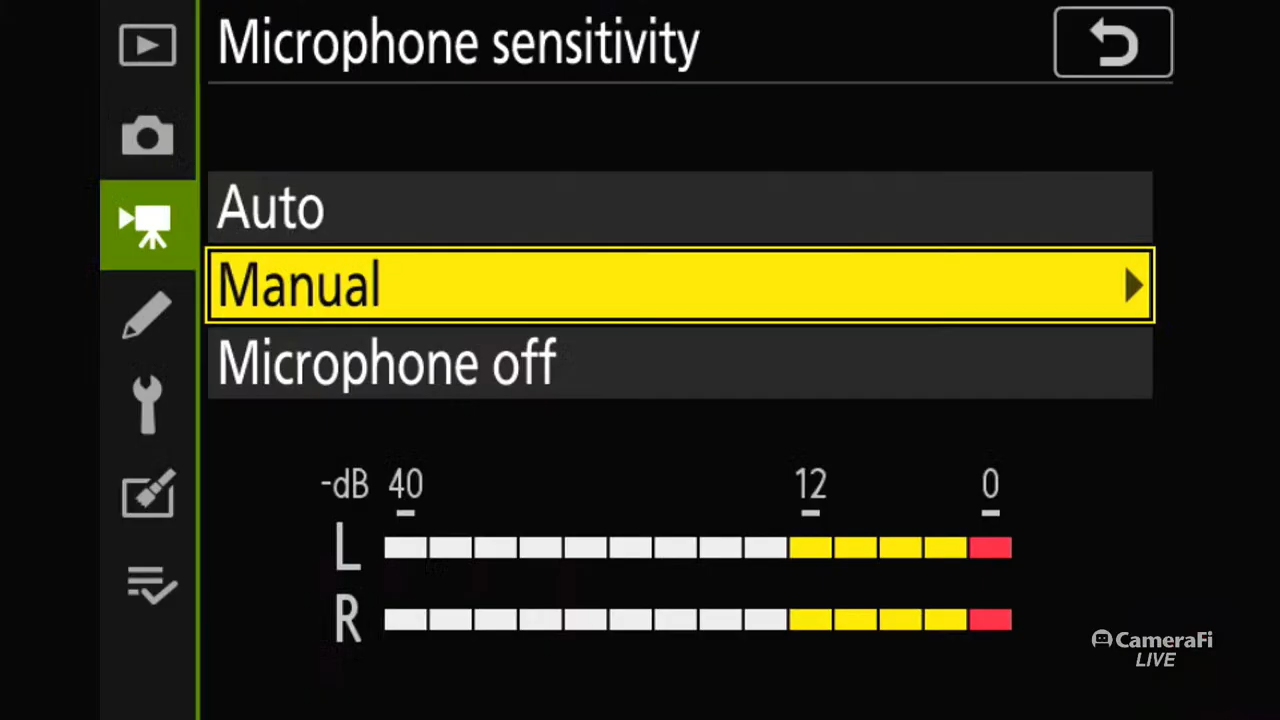 Microphone sensitivity
Auto
Manual
Microphone off
-dB 40 12 0
L
R
CameraFi
LIVE